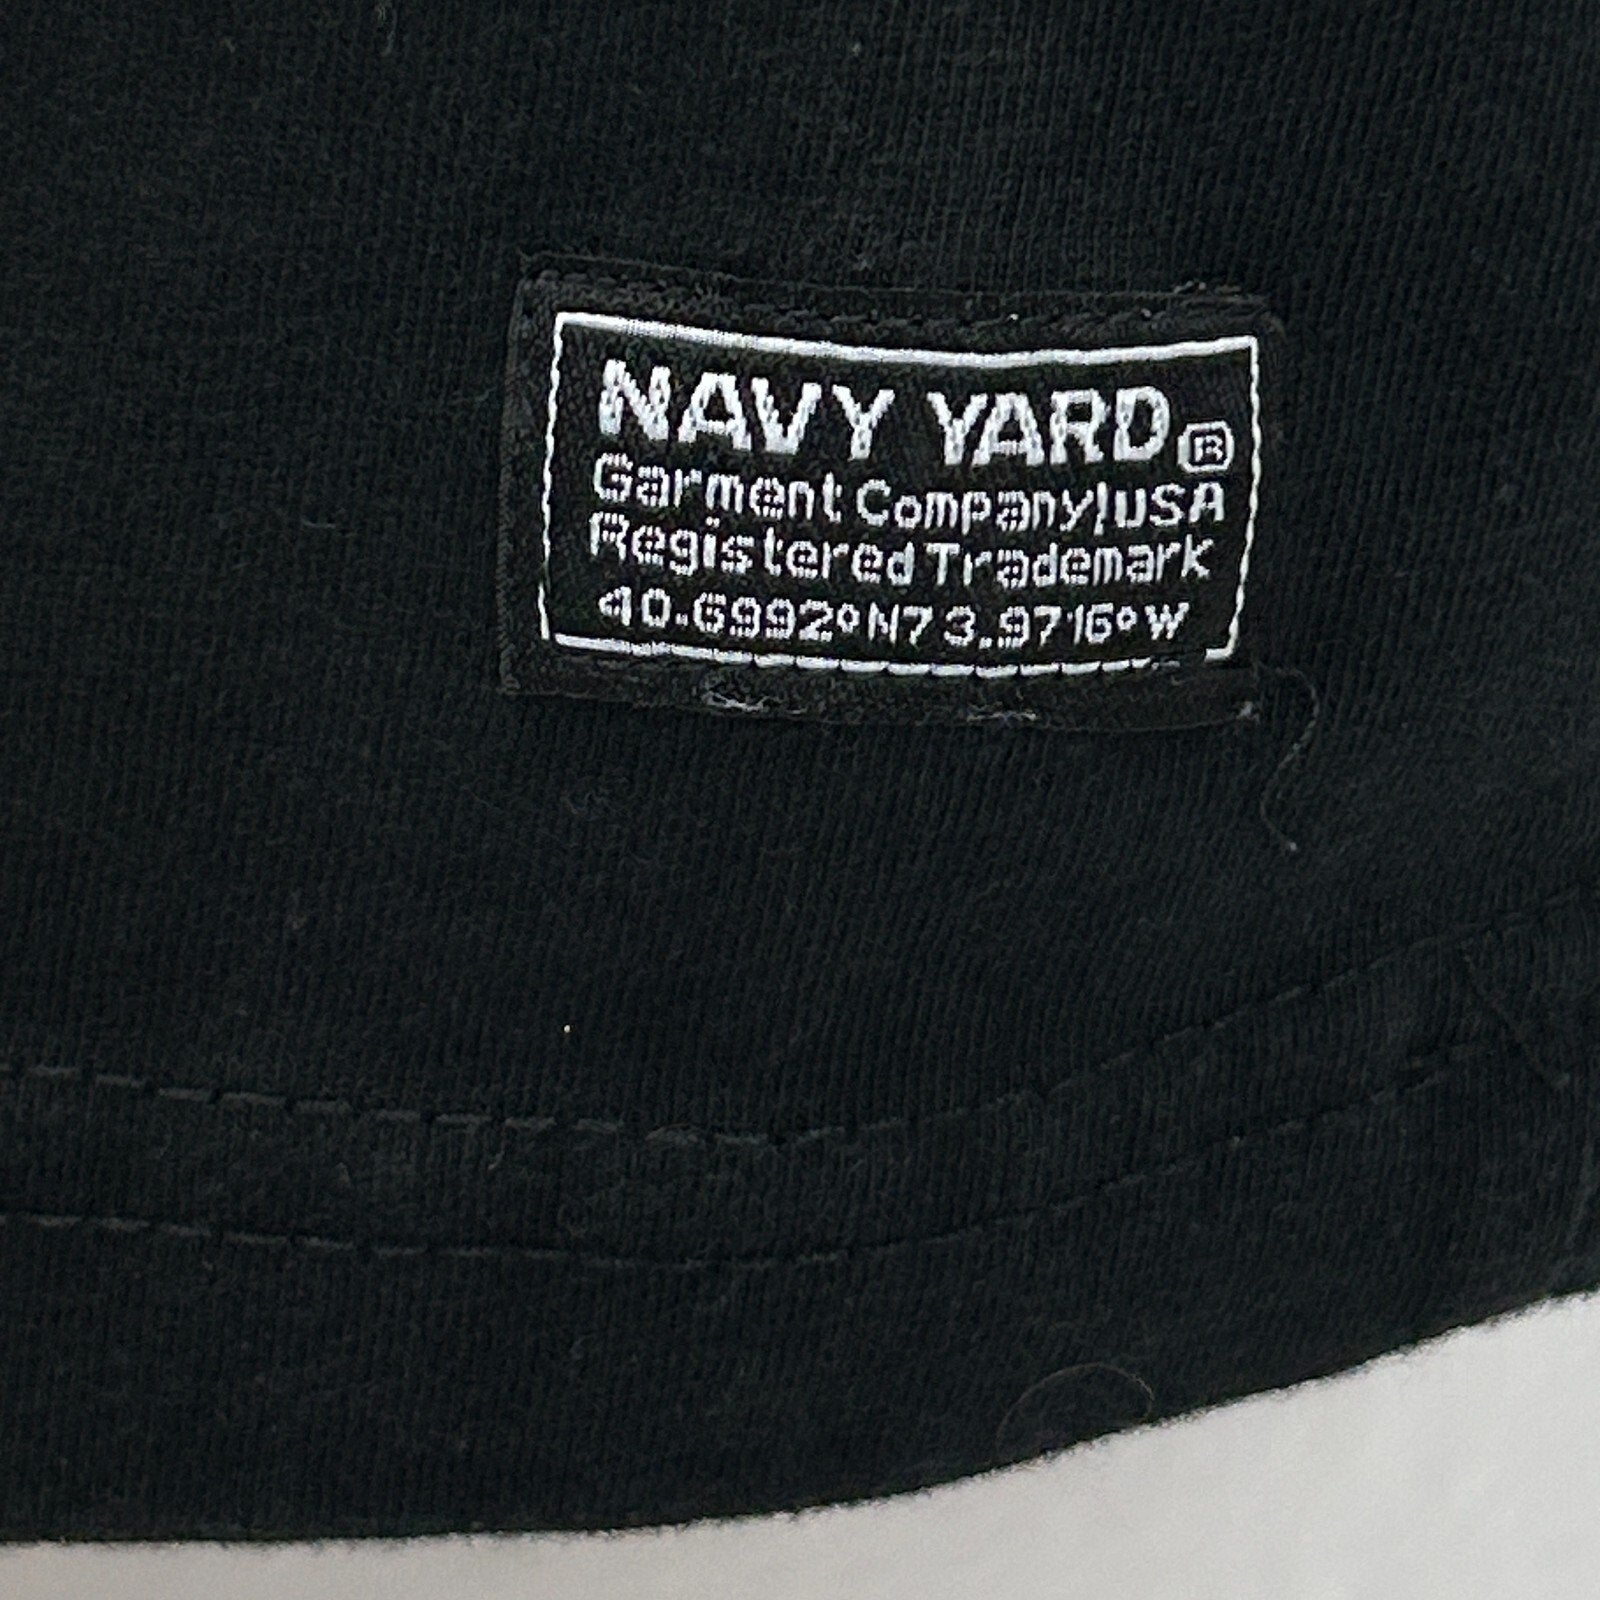 NAVY YARD®
Garment Company|USA
Registered Trademark
40.6992°N73.9716°W